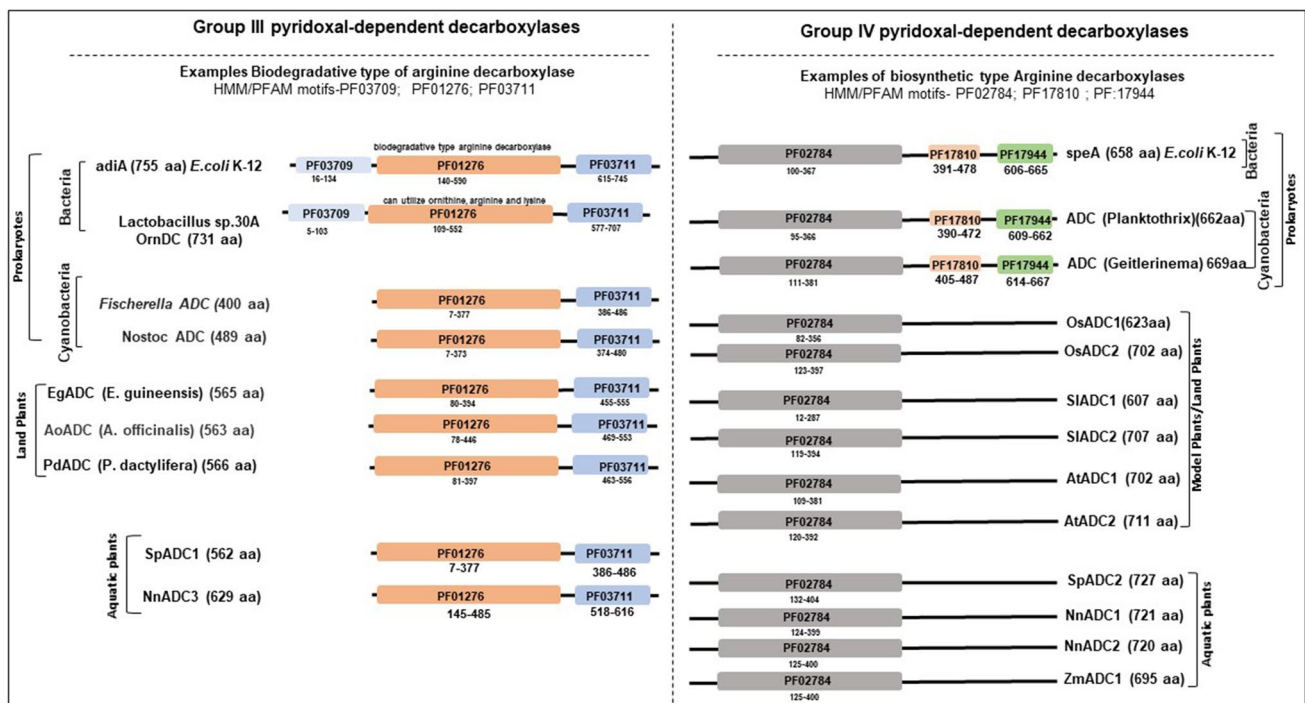 Group III pyridoxal-dependent decarboxylases
Examples Biodegradative type of arginine decarboxylase
HMM/PFAM motifs-PF03709; PF01276; PF03711
Prokaryotes
Bacteria
adiA (755 aa) E.coli K-12
biodegradative type arginine decarboxylase
PF03709 PF01276 PF03711
16-134 140-590 615-745
Lactobacillus sp.30A
OrnDC (731 aa)
can utilize ornithine, arginine and lysine
PF03709 PF01276 PF03711
5-103 109-552 577-707
Cyanobacteria
Fischerella ADC (400 aa)
PF01276 PF03711
7-377 386-486
Nostoc ADC (489 aa)
PF01276 PF03711
7-373 374-480
Land Plants
EgADC (E. guineensis) (565 aa)
PF01276 PF03711
80-394 455-555
AoADC (A. officinalis) (563 aa)
PF01276 PF03711
78-446 469-553
PdADC (P. dactylifera) (566 aa)
PF01276 PF03711
81-397 463-556
Aquatic plants
SpADC1 (562 aa)
PF01276 PF03711
7-377 386-486
NnADC3 (629 aa)
PF01276 PF03711
145-485 518-616
Group IV pyridoxal-dependent decarboxylases
Examples of biosynthetic type Arginine decarboxylases
HMM/PFAM motifs- PF02784; PF17810 ; PF:17944
PF02784 PF17810 PF17944 speA (658 aa) E.coli K-12
100-367 391-478 606-665
Bacteria
Prokaryotes
PF02784 PF17810 PF17944 ADC (Planktothrix)(662aa)
95-366 390-472 609-662
PF02784 PF17810 PF17944 ADC (Geitlerinema) 669aa
111-381 405-487 614-667
Cyanobacteria
PF02784 OsADC1(623aa)
82-356
PF02784 OsADC2 (702 aa)
123-397
PF02784 SlADC1 (607 aa)
12-287
PF02784 SlADC2 (707 aa)
119-394
PF02784 AtADC1 (702 aa)
109-381
PF02784 AtADC2 (711 aa)
120-392
Model Plants/Land Plants
PF02784 SpADC2 (727 aa)
132-404
PF02784 NnADC1 (721 aa)
124-399
PF02784 NnADC2 (720 aa)
125-400
PF02784 ZmADC1 (695 aa)
125-400
Aquatic plants